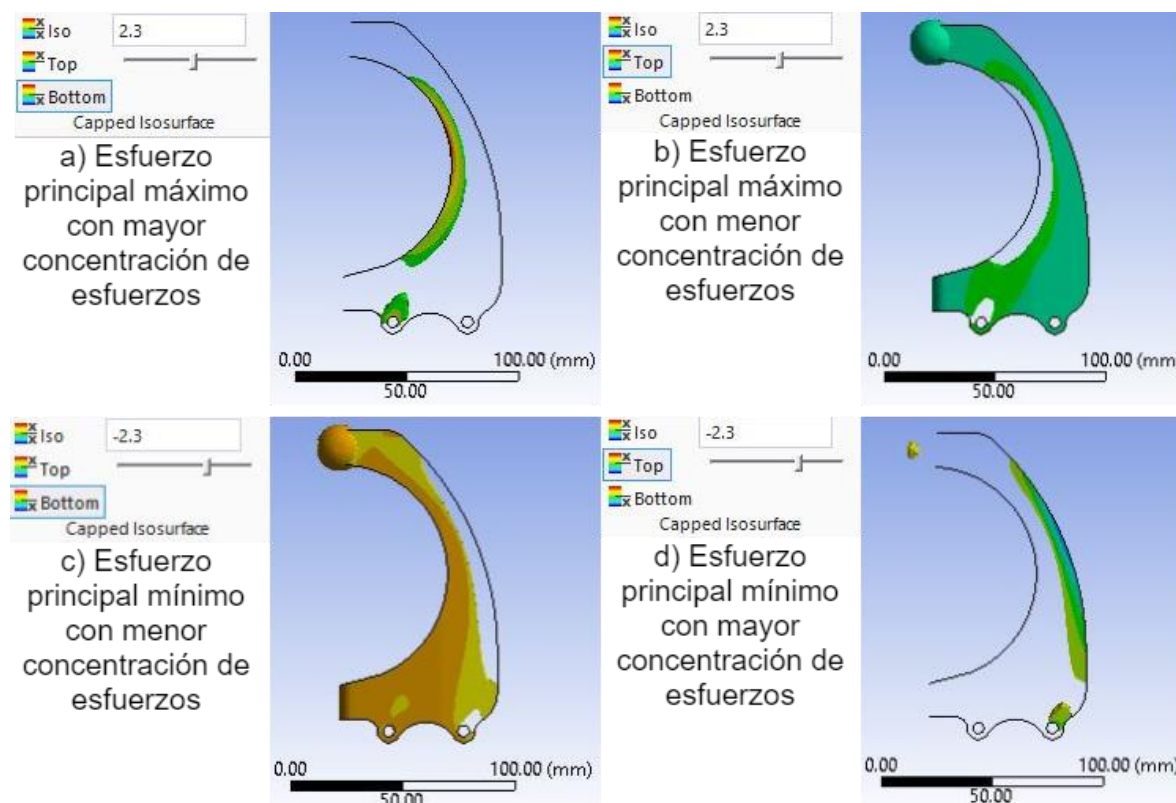 Iso 2.3
Top
Bottom
Capped Isosurface
a) Esfuerzo
principal máximo
con mayor
concentración de
esfuerzos
0.00 100.00 (mm)
50.00
Iso 2.3
Top
Bottom
Capped Isosurface
b) Esfuerzo
principal máximo
con menor
concentración de
esfuerzos
0.00 100.00 (mm)
50.00
Iso -2.3
Top
Bottom
Capped Isosurface
c) Esfuerzo
principal mínimo
con menor
concentración de
esfuerzos
0.00 100.00 (mm)
50.00
Iso -2.3
Top
Bottom
Capped Isosurface
d) Esfuerzo
principal mínimo
con mayor
concentración de
esfuerzos
0.00 100.00 (mm)
50.00